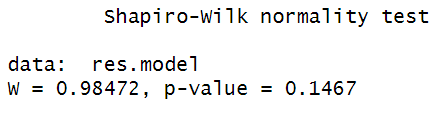 Shapiro-Wilk normality test
data:  res.model
W = 0.98472, p-value = 0.1467